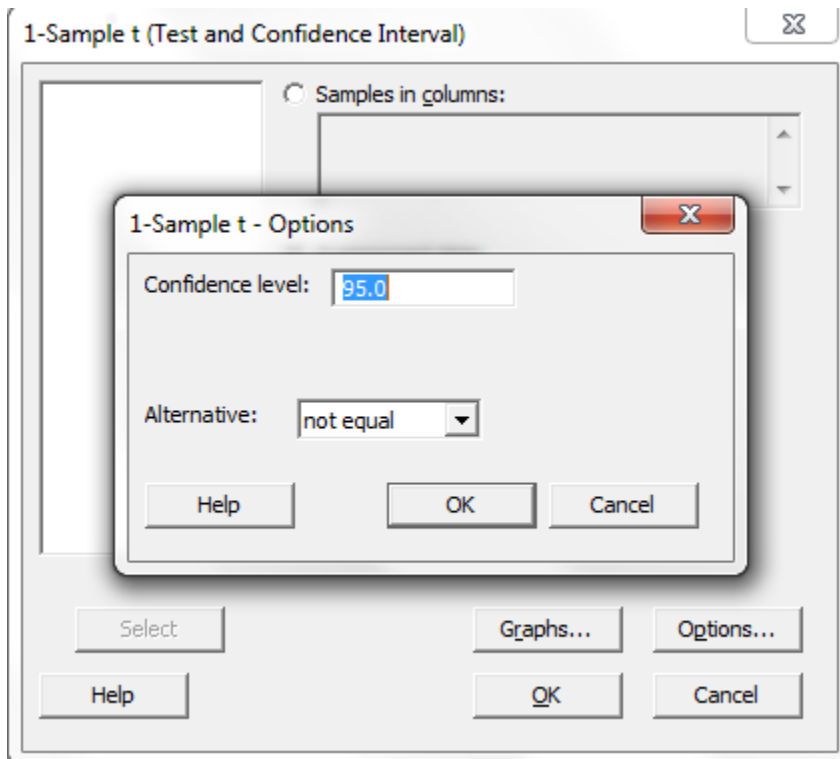 1-Sample t (Test and Confidence Interval)
Samples in columns:
1-Sample t - Options
Confidence level: 95.0
Alternative: not equal
Help OK Cancel
Select Graphs... Options...
Help OK Cancel